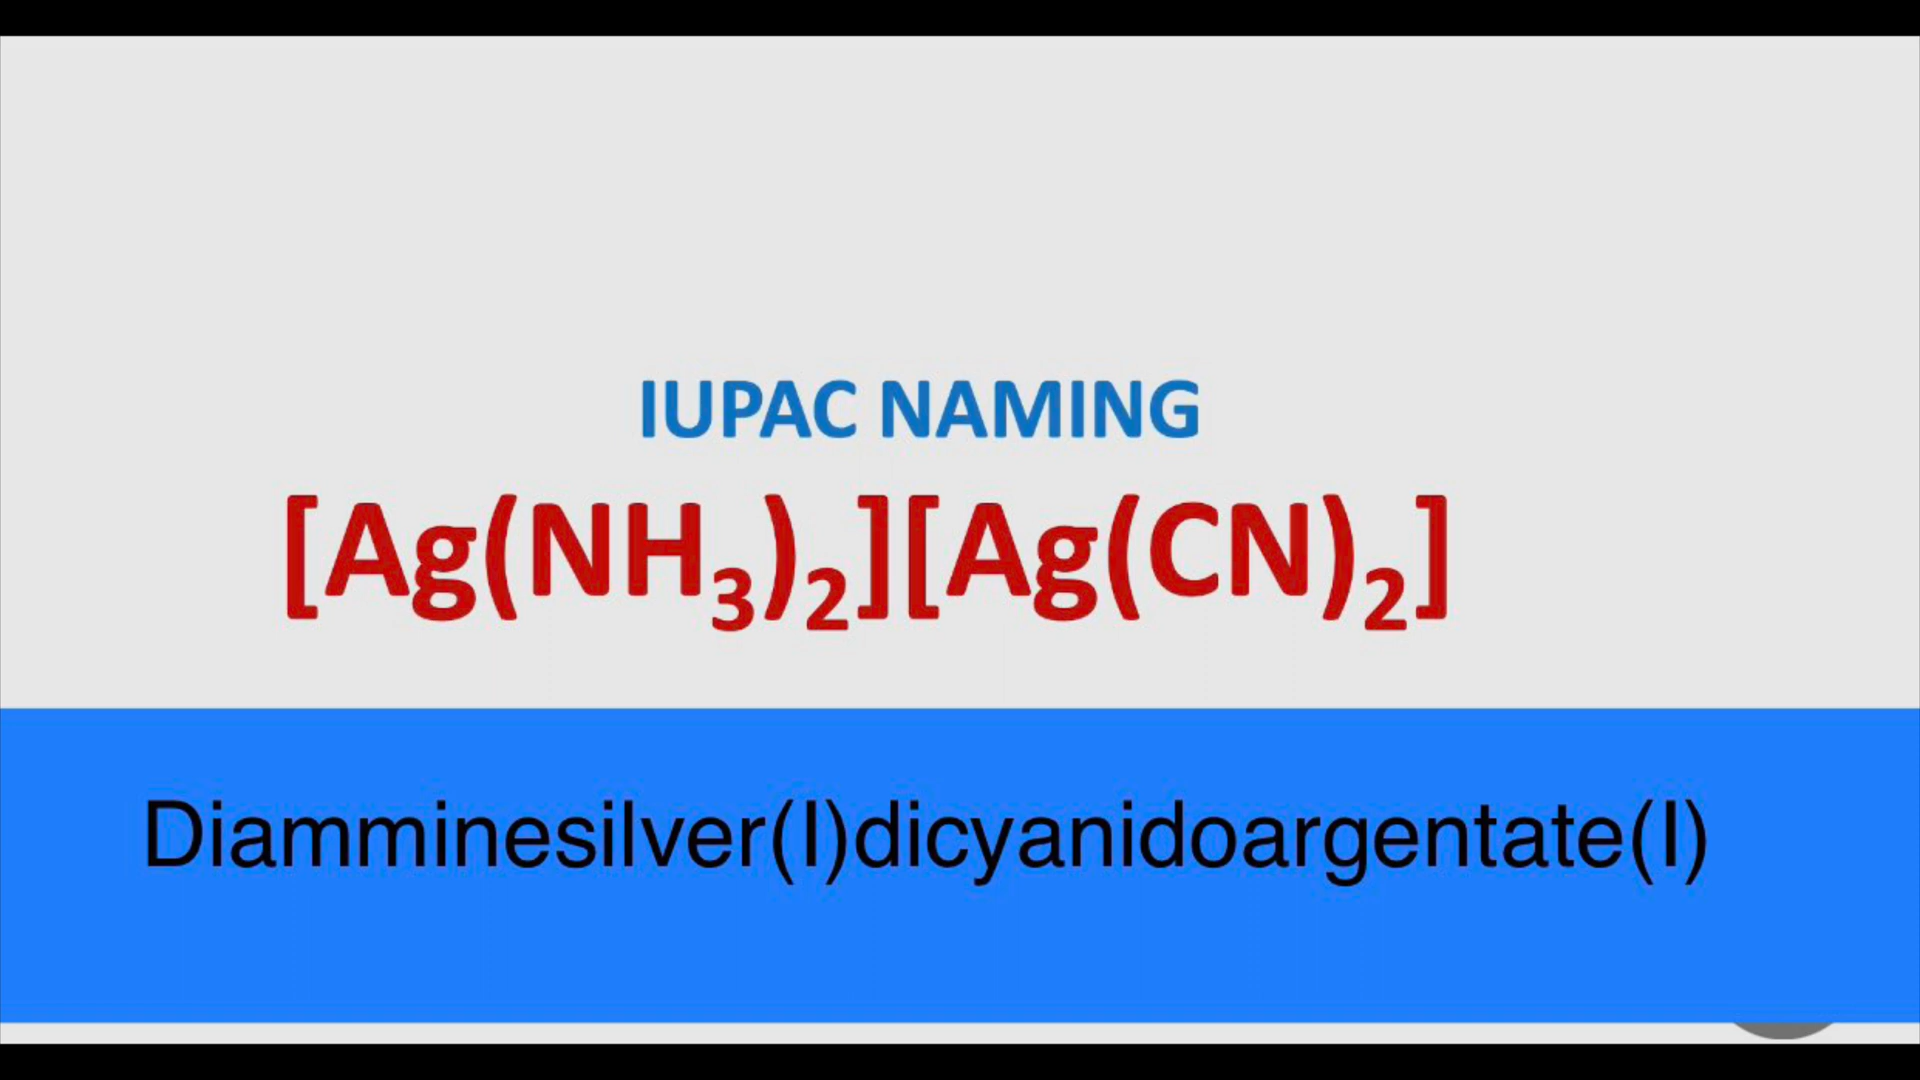 IUPAC NAMING
[Ag(NH₃)₂][Ag(CN)₂]
Diamminesilver(I)dicyanidoargentate(I)